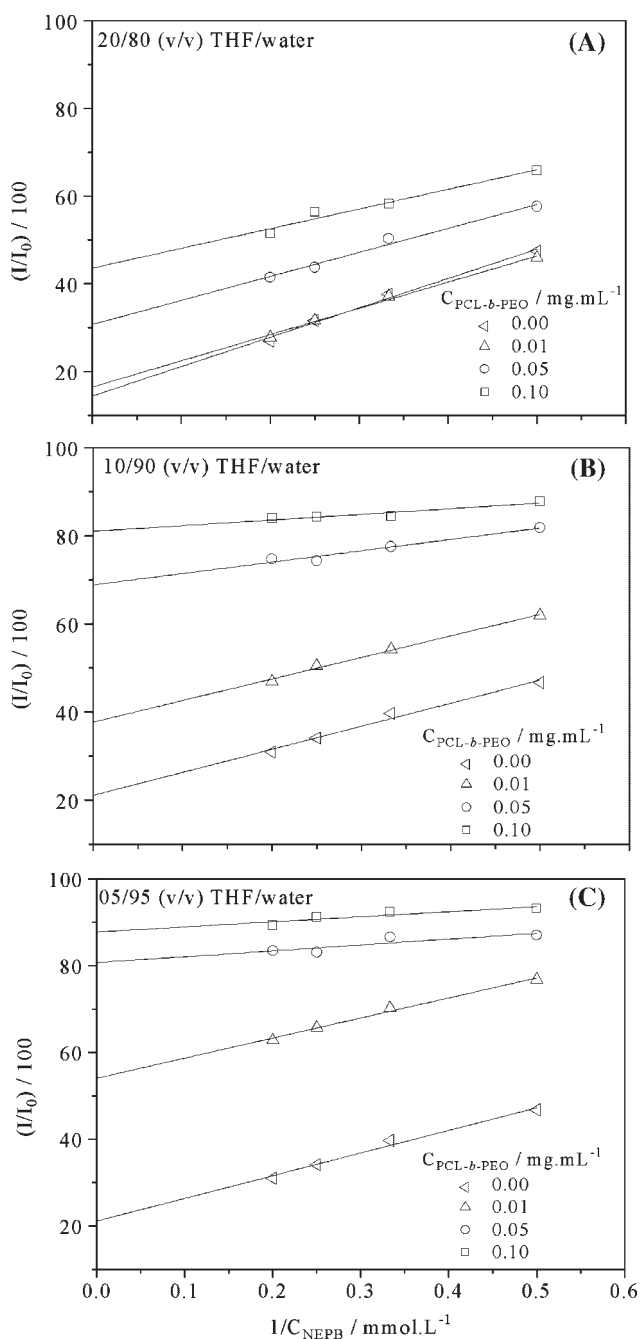 100
20/80 (v/v) THF/water
(A)
80
60
40
20
(I/I0) / 100
CPCL-b-PEO / mg.mL-1
0.00
0.01
0.05
0.10
100
10/90 (v/v) THF/water
(B)
80
60
40
20
(I/I0) / 100
CPCL-b-PEO / mg.mL-1
0.00
0.01
0.05
0.10
100
05/95 (v/v) THF/water
(C)
80
60
40
20
(I/I0) / 100
CPCL-b-PEO / mg.mL-1
0.00
0.01
0.05
0.10
0.0 0.1 0.2 0.3 0.4 0.5 0.6
1/CNEPB / mmol.L-1